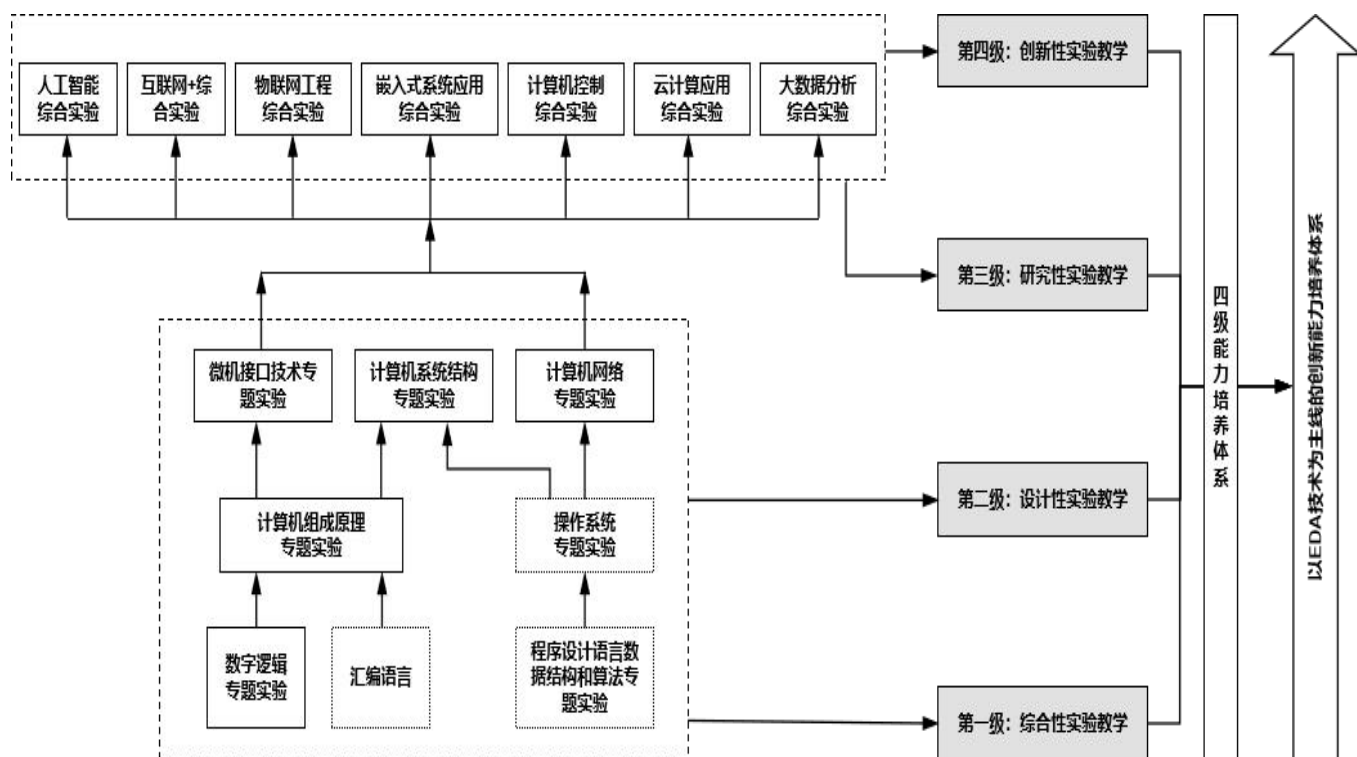 第四级：创新性实验教学
人工智能
综合实验
互联网+综
合实验
物联网工程
综合实验
嵌入式系统应用
综合实验
计算机控制
综合实验
云计算应用
综合实验
大数据分析
综合实验
第三级：研究性实验教学
微机接口技术专
题实验
计算机系统结构
专题实验
计算机网络
专题实验
第二级：设计性实验教学
计算机组成原理
专题实验
操作系统
专题实验
数字逻辑
专题实验
汇编语言
程序设计语言数
据结构和算法专
题实验
第一级：综合性实验教学
四级能力培养体系
以EDA技术为主线的创新能力培养体系